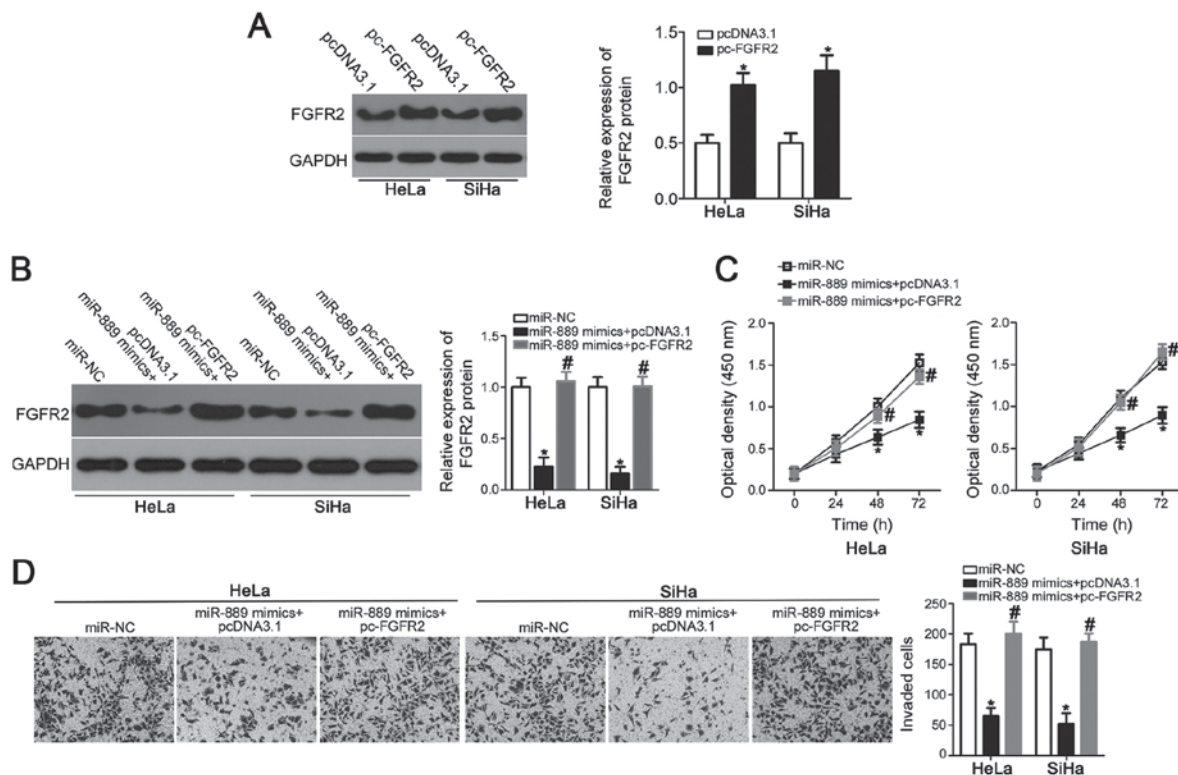 A
pcDNA3.1
pc-FGFR2
pcDNA3.1
pc-FGFR2
FGFR2
GAPDH
HeLa
SiHa
pcDNA3.1
pc-FGFR2
Relative expression of
FGFR2 protein
1.5
1.0
0.5
0.0
*
*
HeLa
SiHa
B
miR-NC
miR-889 mimics+
pcDNA3.1
miR-889 mimics+
pc-FGFR2
miR-NC
miR-889 mimics+
pcDNA3.1
miR-889 mimics+
pc-FGFR2
FGFR2
GAPDH
HeLa
SiHa
miR-NC
miR-889 mimics+pcDNA3.1
miR-889 mimics+pc-FGFR2
Relative expression of
FGFR2 protein
1.5
1.0
0.5
0.0
*
#
*
#
HeLa
SiHa
C
miR-NC
miR-889 mimics+pcDNA3.1
miR-889 mimics+pc-FGFR2
Optical density (450 nm)
2.0
1.5
1.0
0.5
0.0
#
#
*
*
0 24 48 72
Time (h)
HeLa
Optical density (450 nm)
2.0
1.5
1.0
0.5
0.0
#
#
*
*
0 24 48 72
Time (h)
SiHa
D
HeLa
SiHa
miR-NC
miR-889 mimics+
pcDNA3.1
miR-889 mimics+
pc-FGFR2
miR-NC
miR-889 mimics+
pcDNA3.1
miR-889 mimics+
pc-FGFR2
miR-NC
miR-889 mimics+pcDNA3.1
miR-889 mimics+pc-FGFR2
Invaded cells
250
200
150
100
50
0
*
#
*
#
HeLa
SiHa